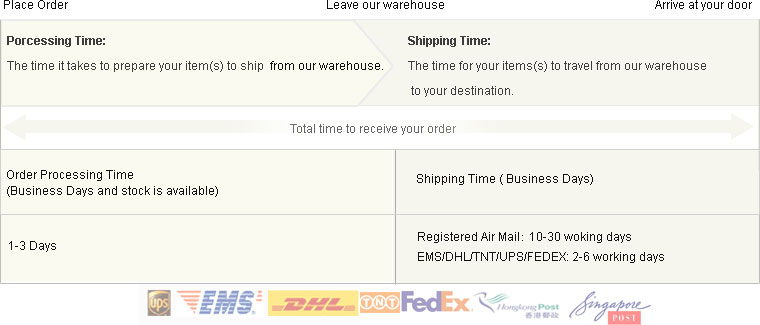 Place Order
Leave our warehouse
Arrive at your door
Porcessing Time:
The time it takes to prepare your item(s) to ship from our warehouse.
Shipping Time:
The time for your items(s) to travel from our warehouse
to your destination.
Total time to receive your order
Order Processing Time
(Business Days and stock is available)
Shipping Time ( Business Days)
1-3 Days
Registered Air Mail: 10-30 woking days
EMS/DHL/TNT/UPS/FEDEX: 2-6 working days
ups EMS DHL TNT FedEx HongkongPost Singapore
香港郵政 POST